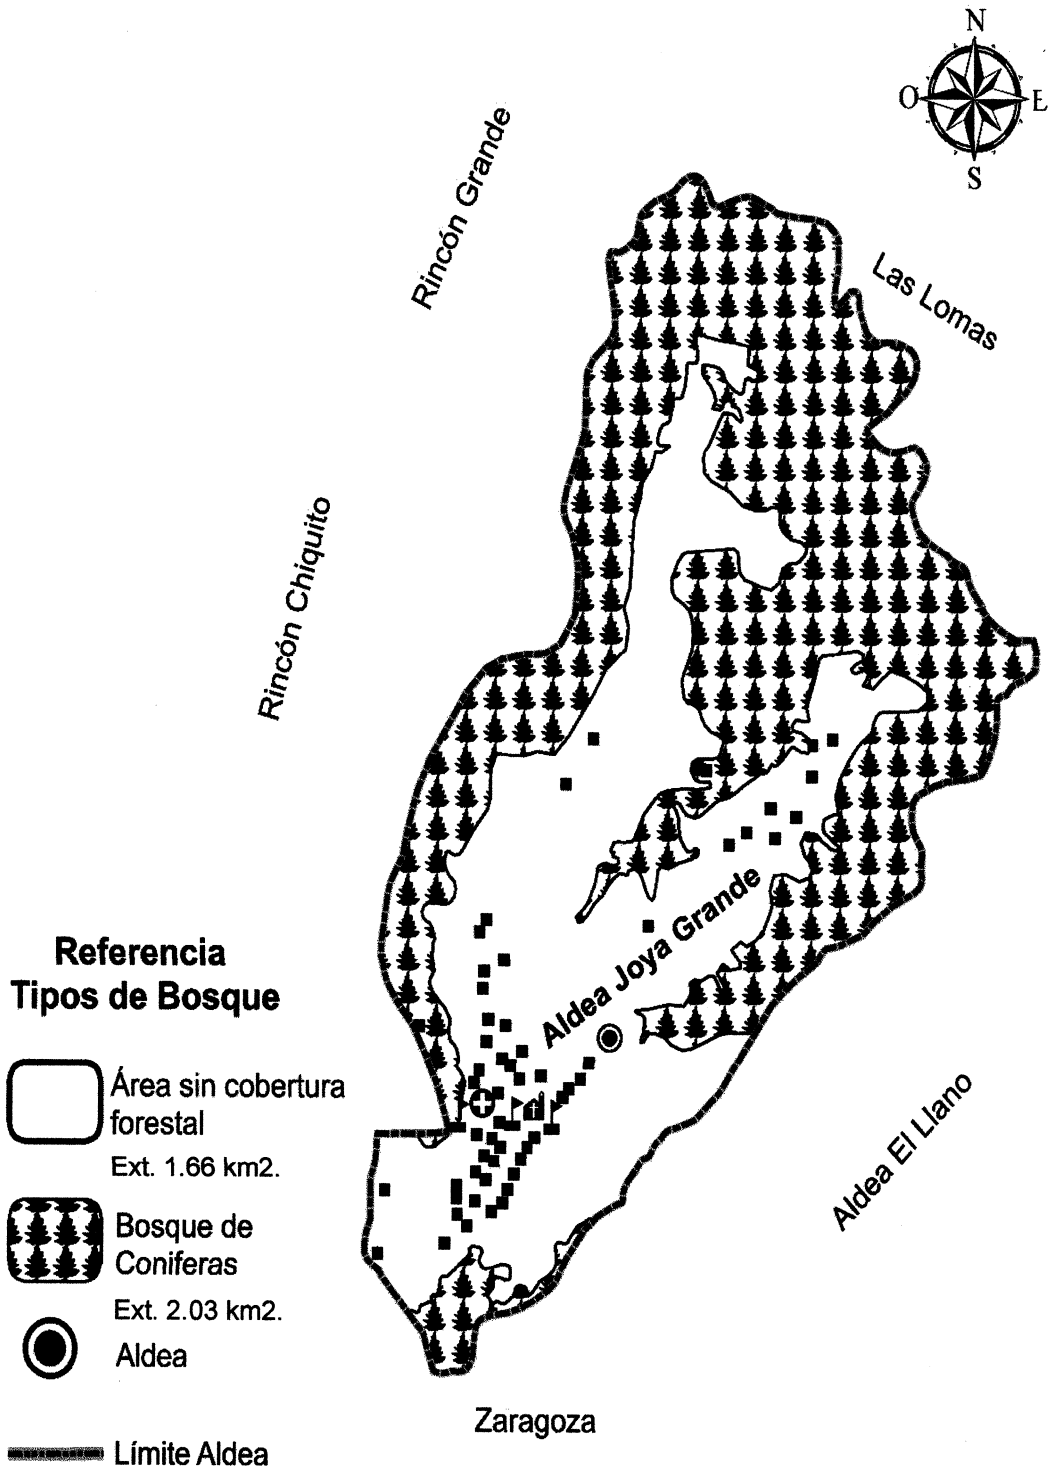 N
O
E
S
Rincón Grande
Las Lomas
Rincón Chiquito
Aldea Joya Grande
Referencia
Tipos de Bosque
Área sin cobertura
forestal
Ext. 1.66 km2.
Bosque de
Coniferas
Ext. 2.03 km2.
Aldea
Límite Aldea
Aldea El Llano
Zaragoza